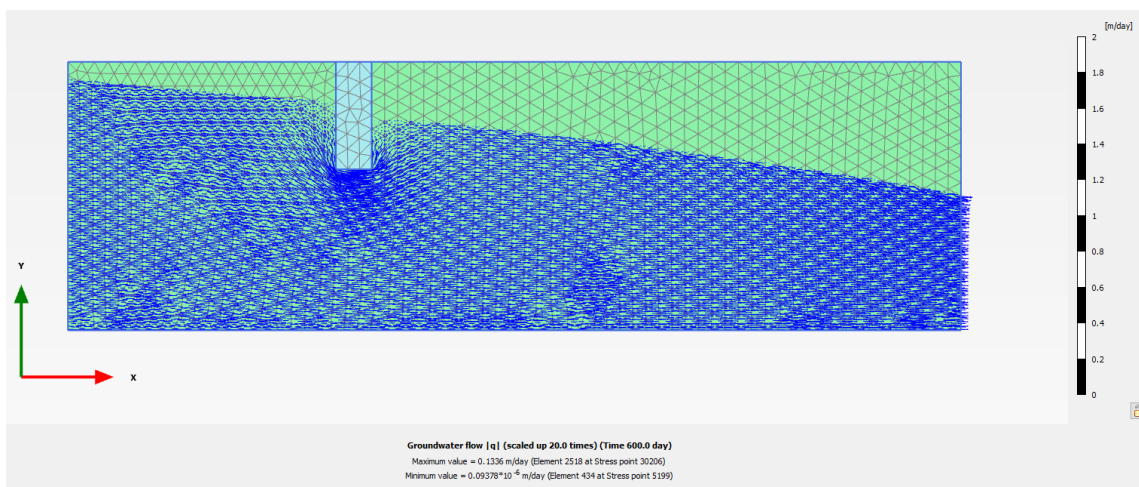 [m/day]
2
1.8
1.6
1.4
1.2
1
0.8
0.6
0.4
0.2
0
Y
X
Groundwater flow |q| (scaled up 20.0 times) (Time 600.0 day)
Maximum value = 0.1336 m/day (Element 2518 at Stress point 30206)
Minimum value = 0.09378*10⁻⁶ m/day (Element 434 at Stress point 5199)